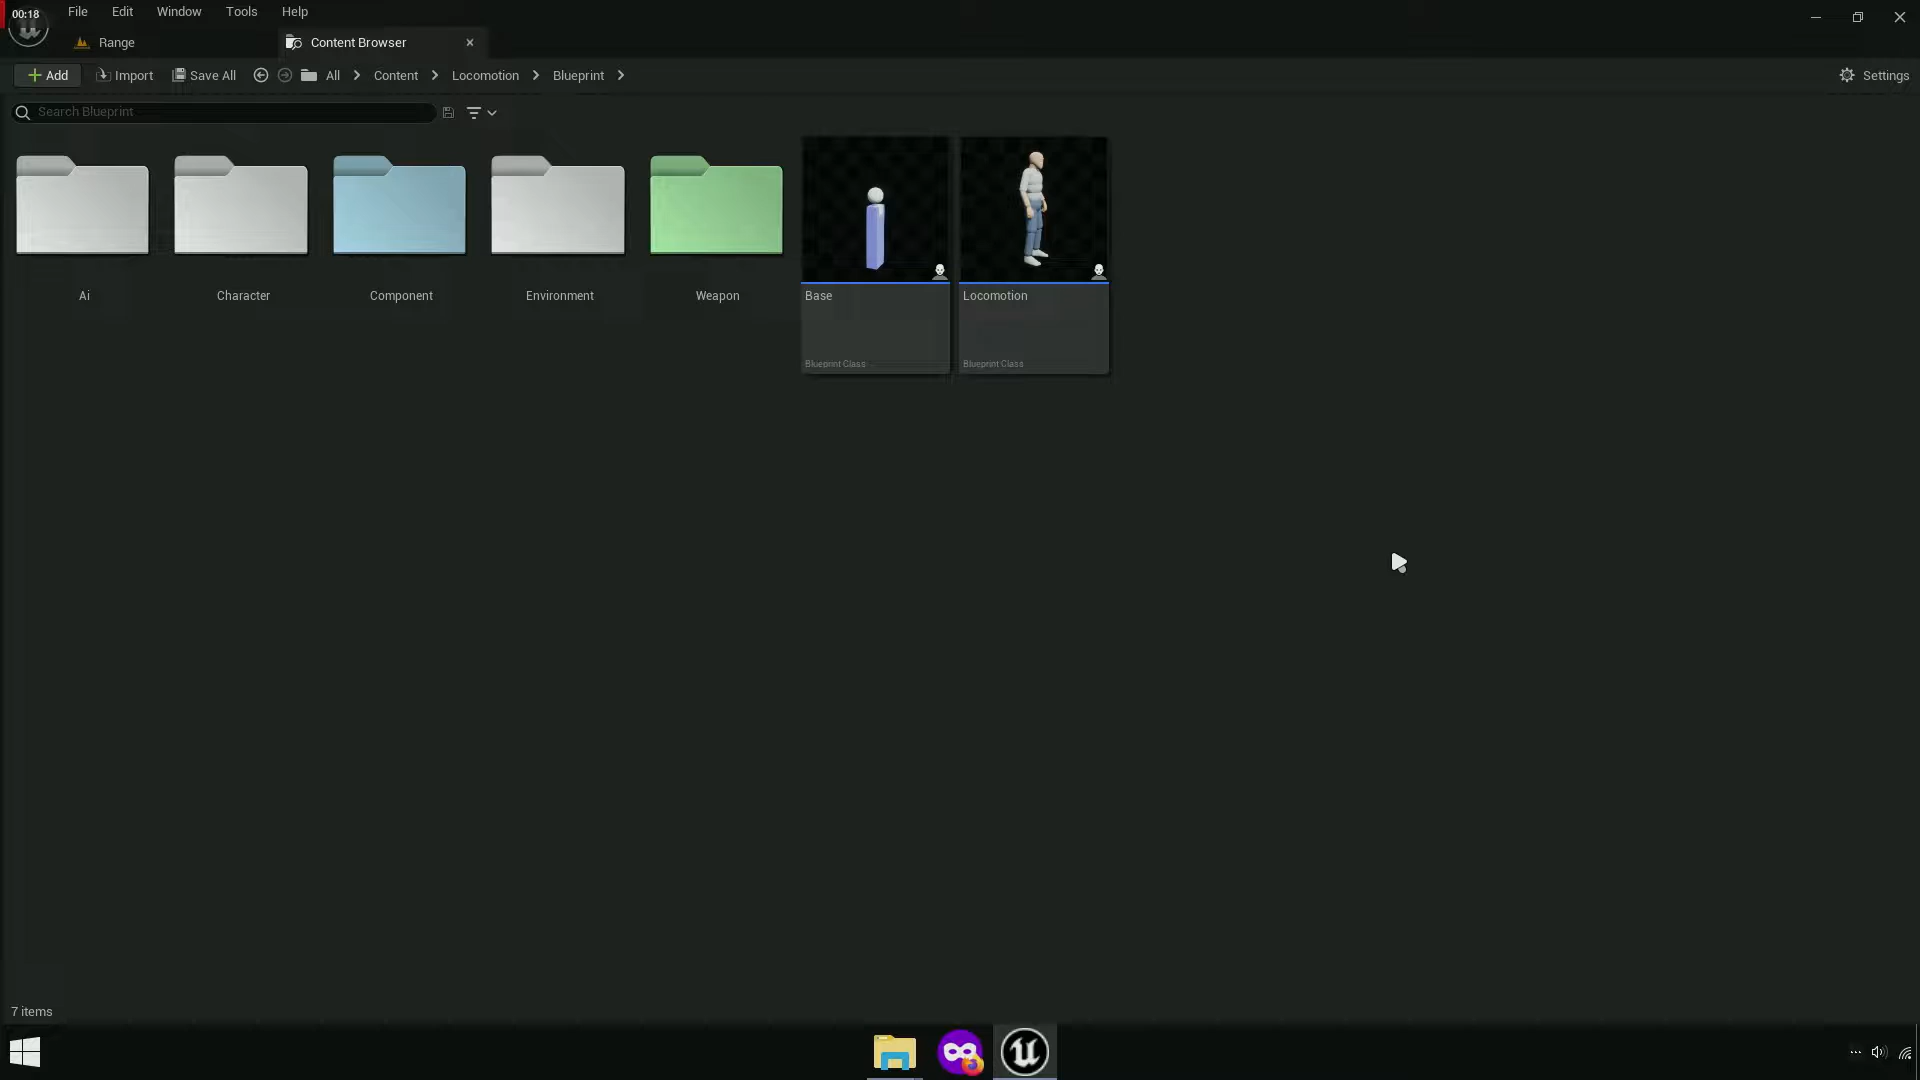 00:18
File Edit Window Tools Help
Range Content Browser
Add Import Save All All Content Locomotion Blueprint Settings
Search Blueprint
Ai Character Component Environment Weapon Base Locomotion
Blueprint Class Blueprint Class
7 items